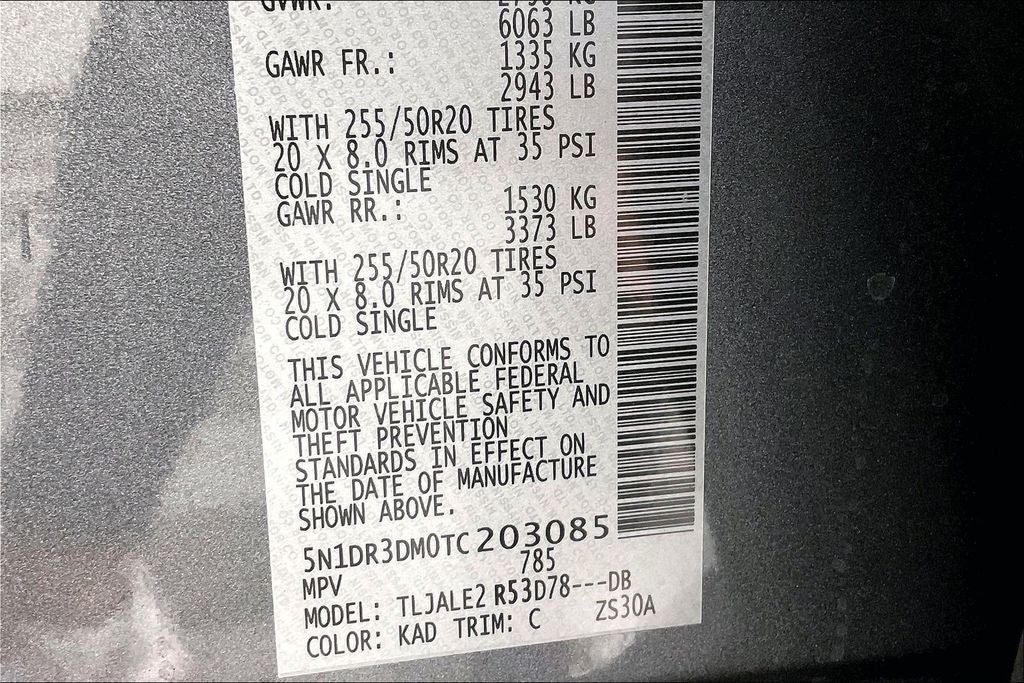 GVWR:
6063 LB
GAWR FR.: 1335 KG
2943 LB
WITH 255/50R20 TIRES
20 X 8.0 RIMS AT 35 PSI
COLD SINGLE
GAWR RR.: 1530 KG
3373 LB
WITH 255/50R20 TIRES
20 X 8.0 RIMS AT 35 PSI
COLD SINGLE
THIS VEHICLE CONFORMS TO
ALL APPLICABLE FEDERAL
MOTOR VEHICLE SAFETY AND
THEFT PREVENTION
STANDARDS IN EFFECT ON
THE DATE OF MANUFACTURE
SHOWN ABOVE.
5N1DR3DM0TC203085
MPV 785
MODEL: TLJALE2 R53D78---DB
COLOR: KAD TRIM: C ZS30A